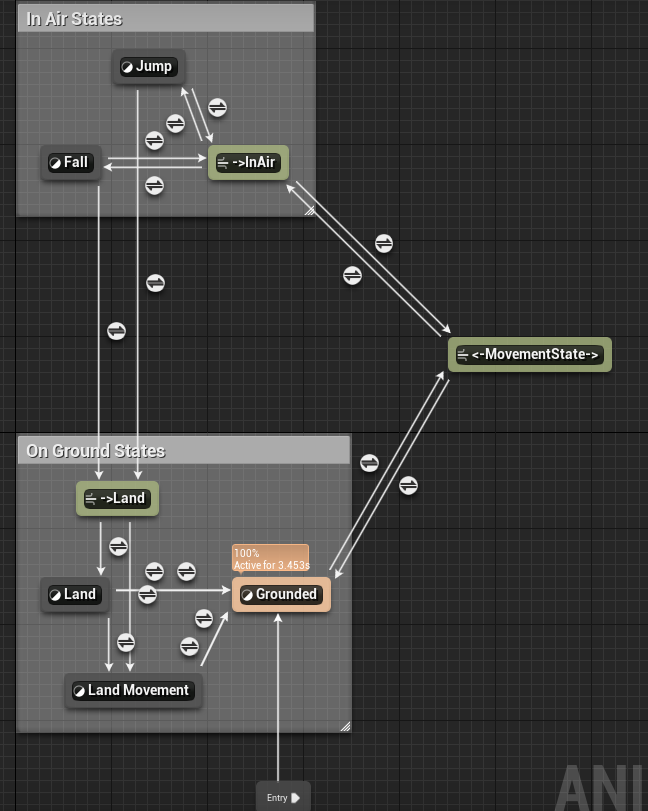 In Air States
Jump
Fall
->InAir
<-MovementState->
On Ground States
->Land
100%
Active for 3.453s
Land
Grounded
Land Movement
Entry
ANI